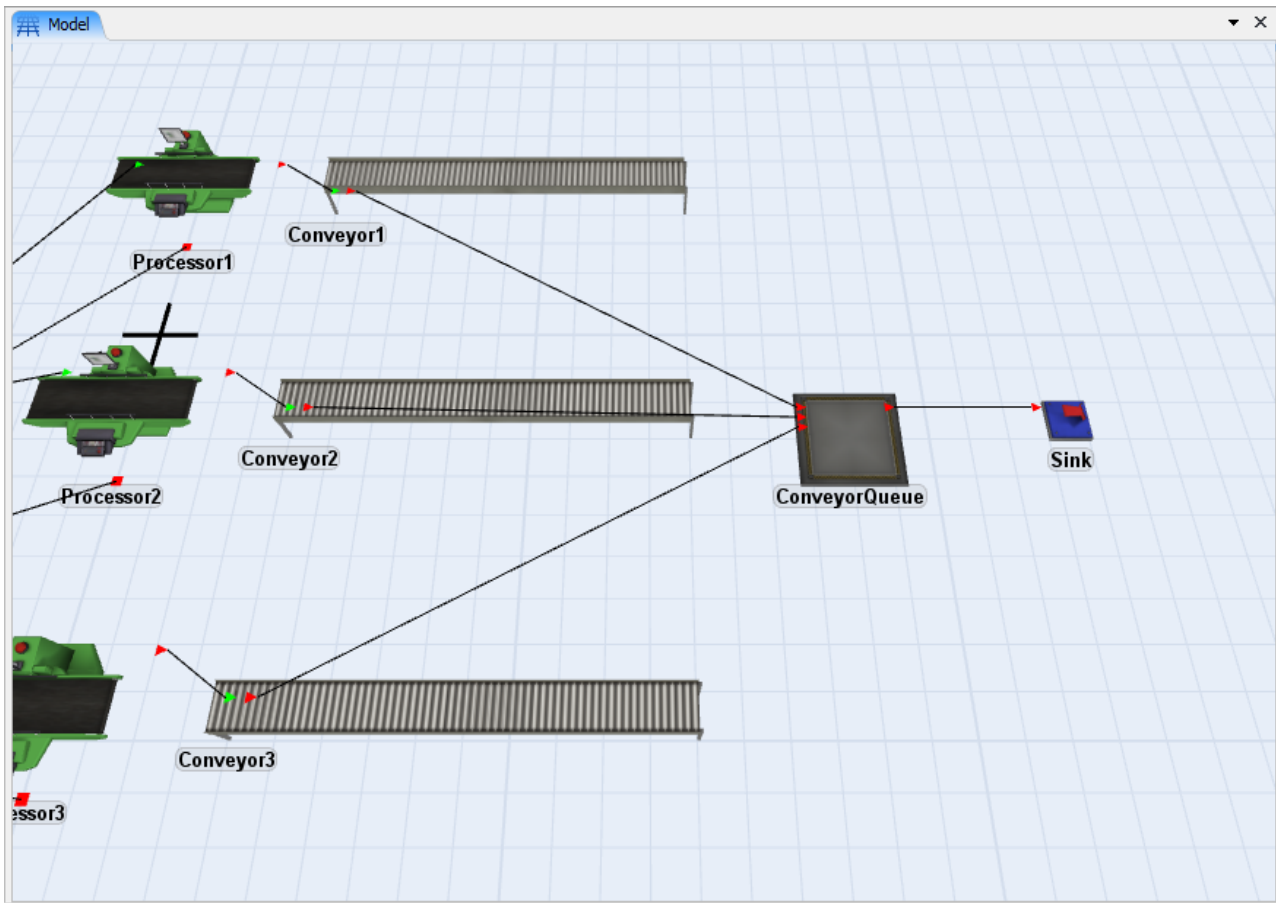 Model
Conveyor1
Processor1
Conveyor2
Processor2
ConveyorQueue
Sink
Conveyor3
essor3